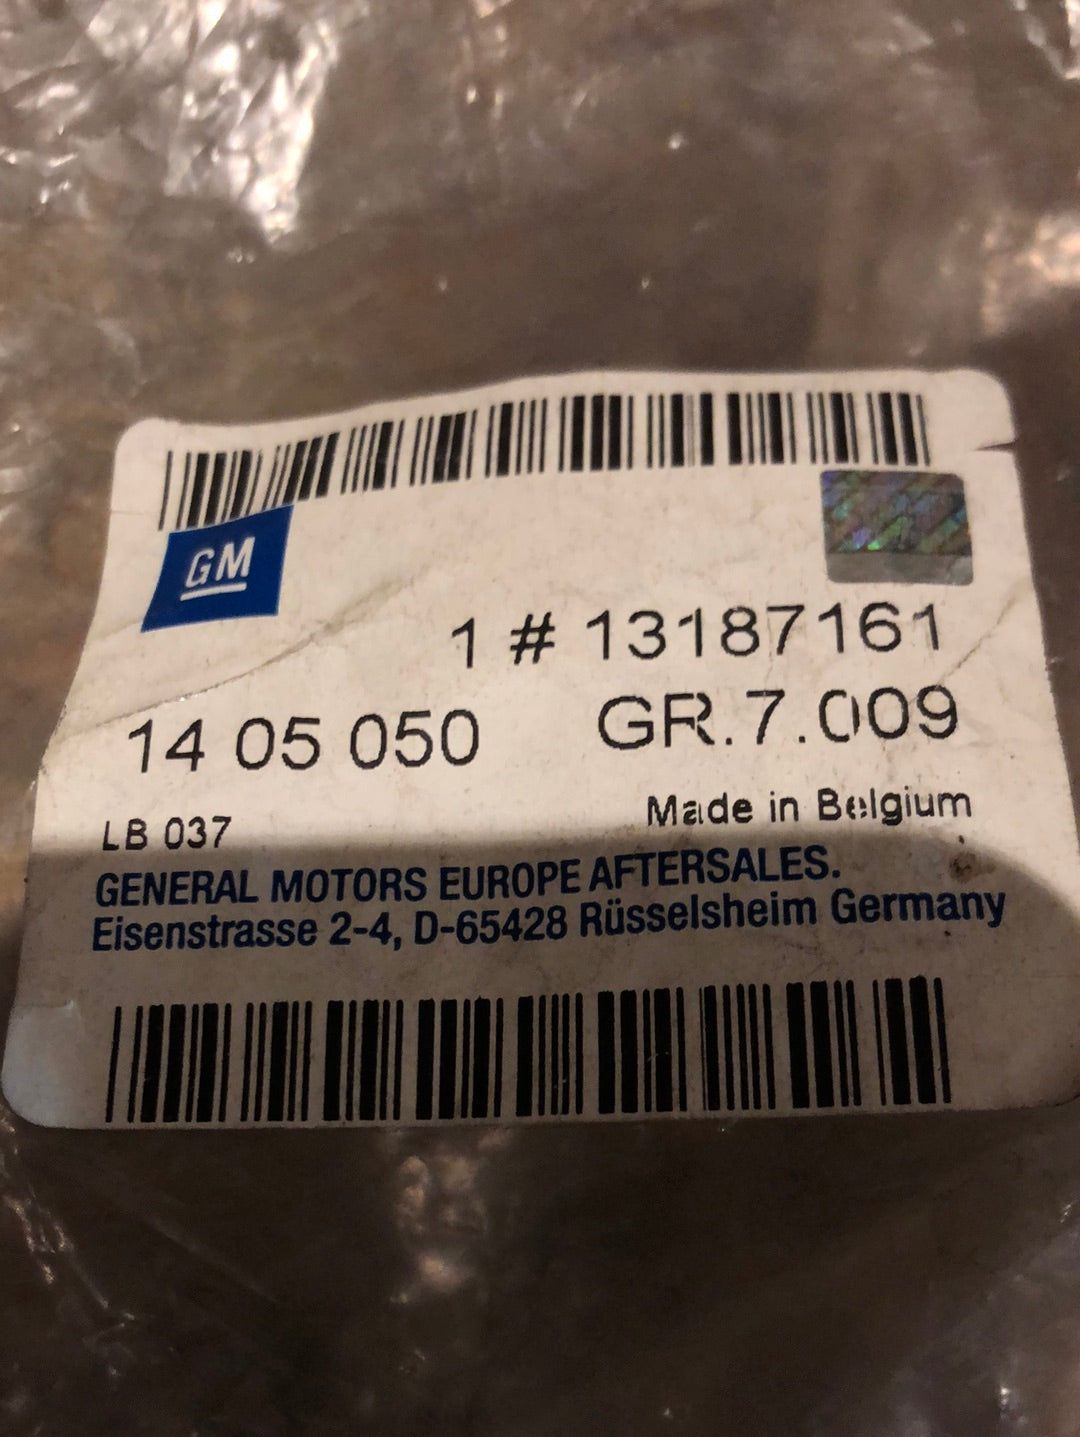 GM
1 # 13187161
14 05 050 GR.7.009
LB 037 Made in Belgium
GENERAL MOTORS EUROPE AFTERSALES.
Eisenstrasse 2-4, D-65428 Rüsselsheim Germany